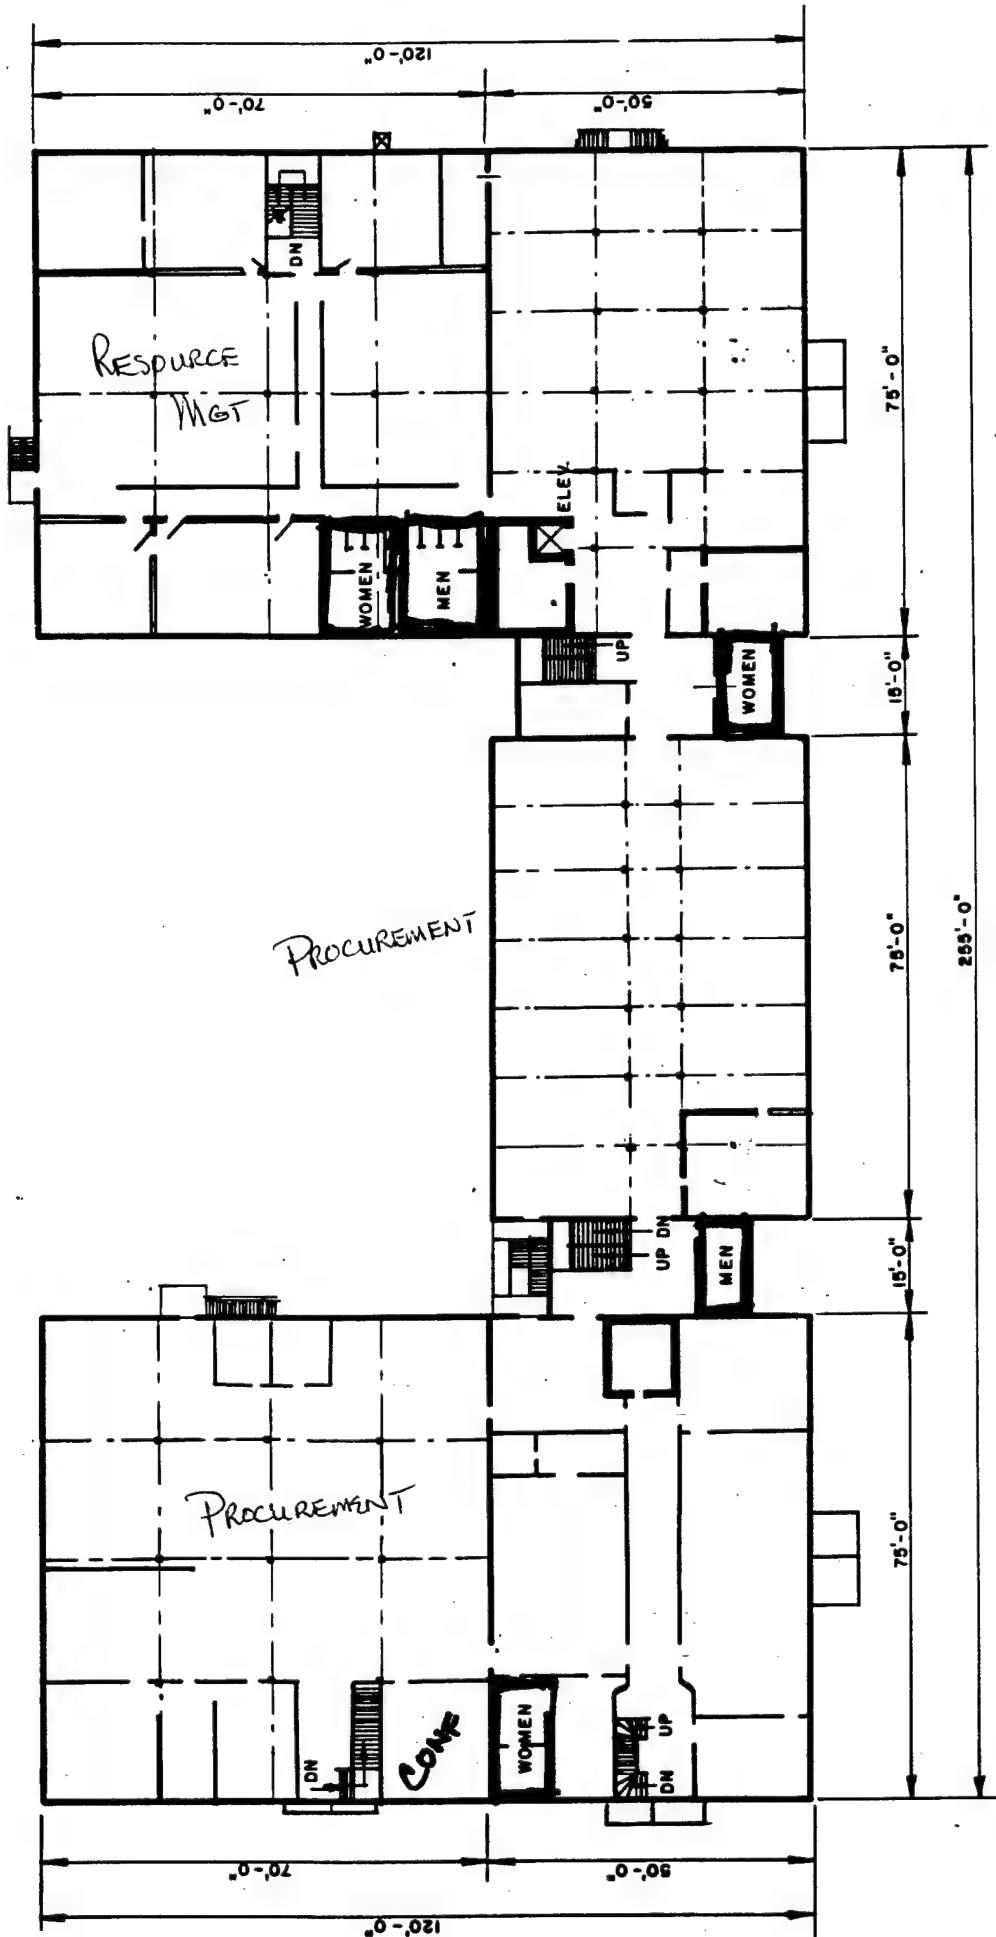 120'-0"
70'-0"
50'-0"
DN
RESOURCE
MGT
75'-0"
ELEV.
WOMEN
MEN
UP
WOMEN
15'-0"
PROCUREMENT
75'-0"
255'-0"
UP DN
MEN
15'-0"
PROCUREMENT
75'-0"
DN
CONF
WOMEN
UP
DN
70'-0"
50'-0"
120'-0"